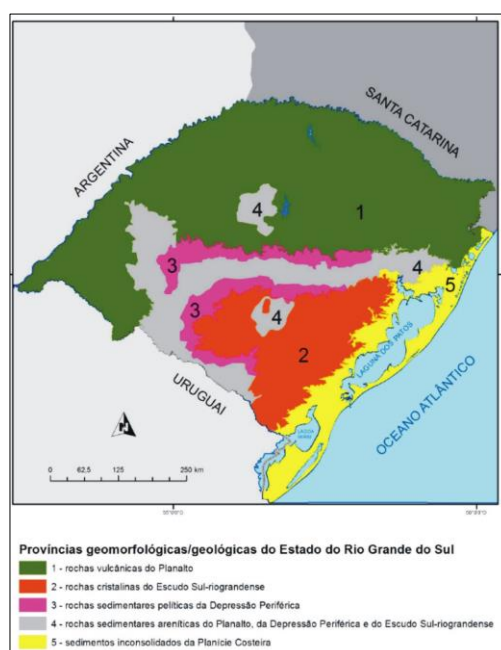 SANTA CATARINA
ARGENTINA
4
1
3
4
5
3
4
2
LAGUNA DOS PATOS
URUGUAI
OCEANO ATLÂNTICO
LAGOA MIRIM
N
0 62,5 125 250 km
Províncias geomorfológicas/geológicas do Estado do Rio Grande do Sul
1 - rochas vulcânicas do Planalto
2 - rochas cristalinas do Escudo Sul-riograndense
3 - rochas sedimentares pelíticas da Depressão Periférica
4 - rochas sedimentares areníticas do Planalto, da Depressão Periférica e do Escudo Sul-riograndense
5 - sedimentos inconsolidados da Planície Costeira